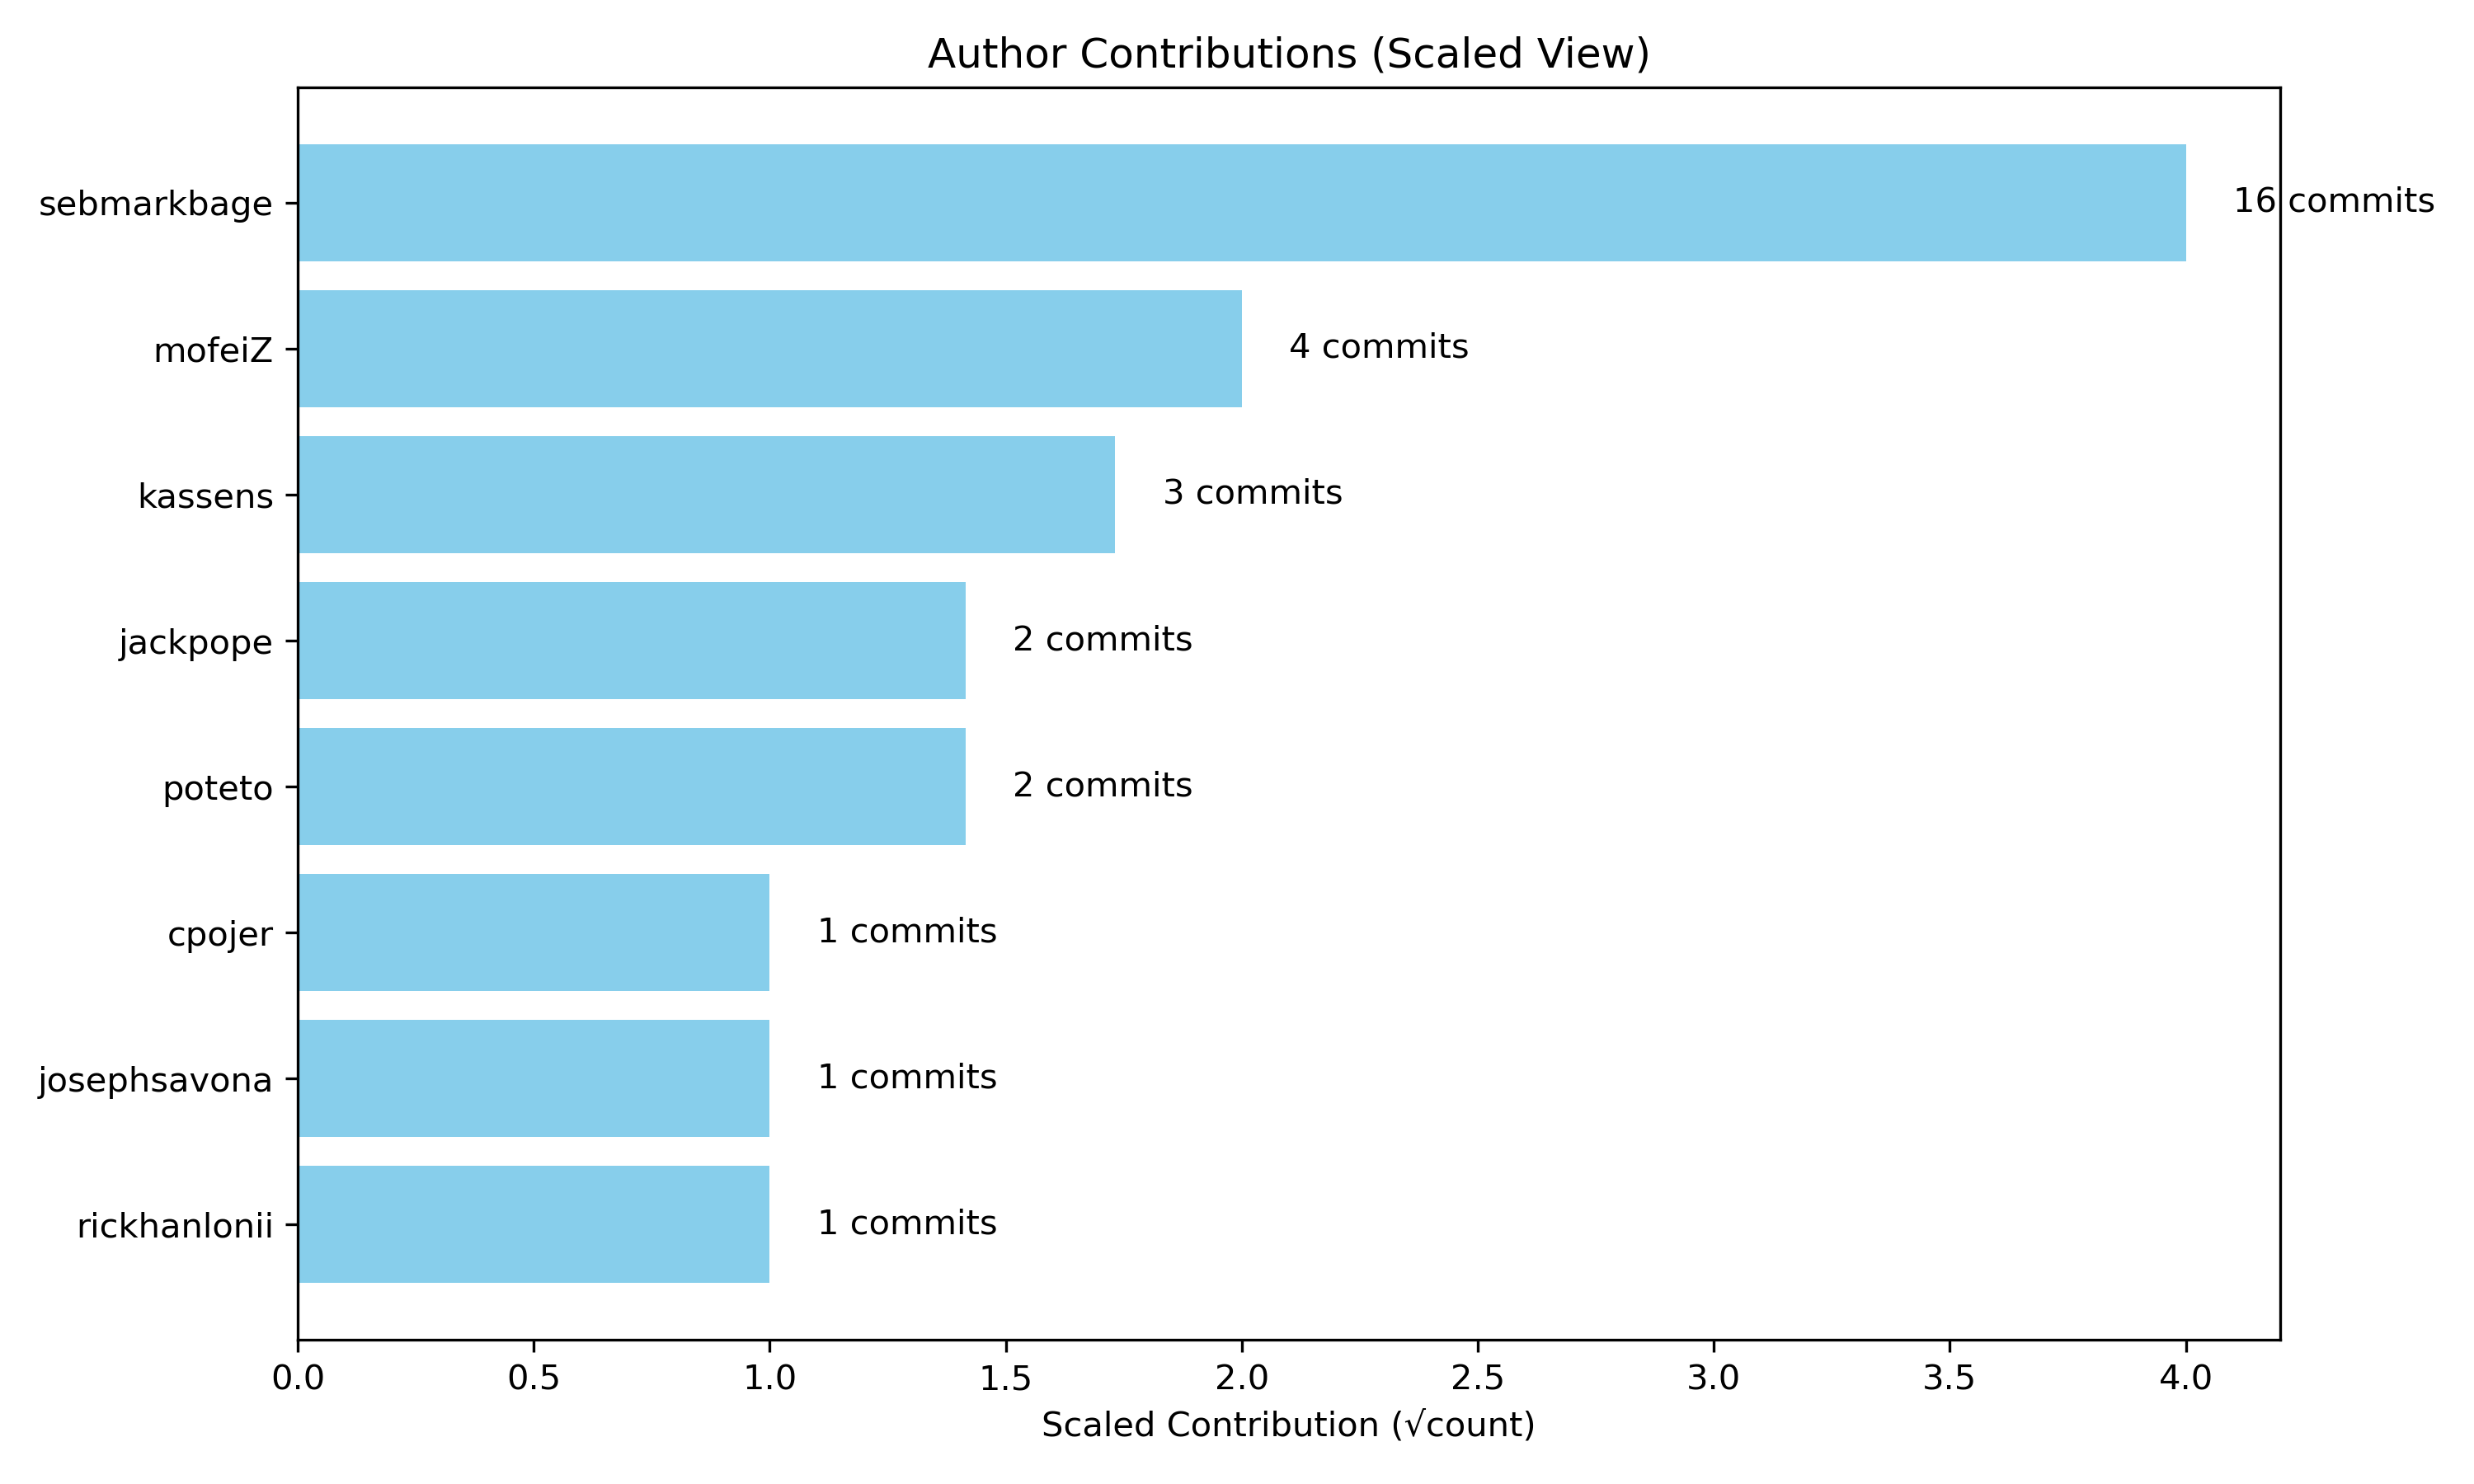 Author Contributions (Scaled View)
sebmarkbage 16 commits
mofeiZ 4 commits
kassens 3 commits
jackpope 2 commits
poteto 2 commits
cpojer 1 commits
josephsavona 1 commits
rickhanlonii 1 commits
0.0 0.5 1.0 1.5 2.0 2.5 3.0 3.5 4.0
Scaled Contribution (√count)